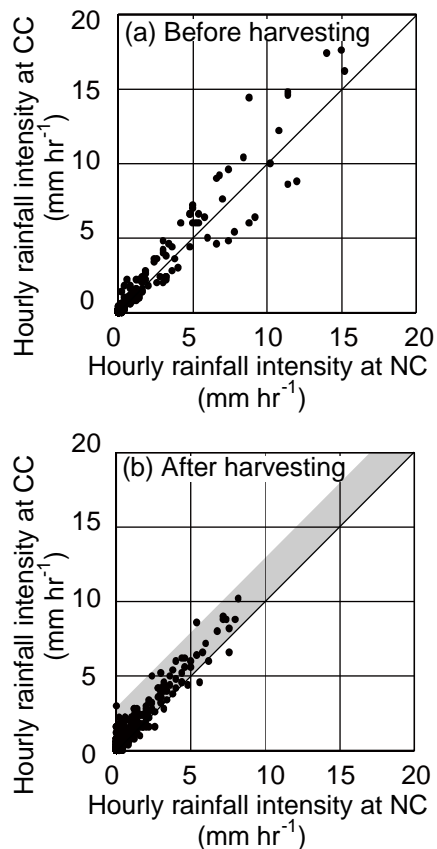 (a) Before harvesting
Hourly rainfall intensity at CC
(mm hr⁻¹)
20
15
10
5
0
0 5 10 15 20
Hourly rainfall intensity at NC
(mm hr⁻¹)
(b) After harvesting
Hourly rainfall intensity at CC
(mm hr⁻¹)
20
15
10
5
0
0 5 10 15 20
Hourly rainfall intensity at NC
(mm hr⁻¹)